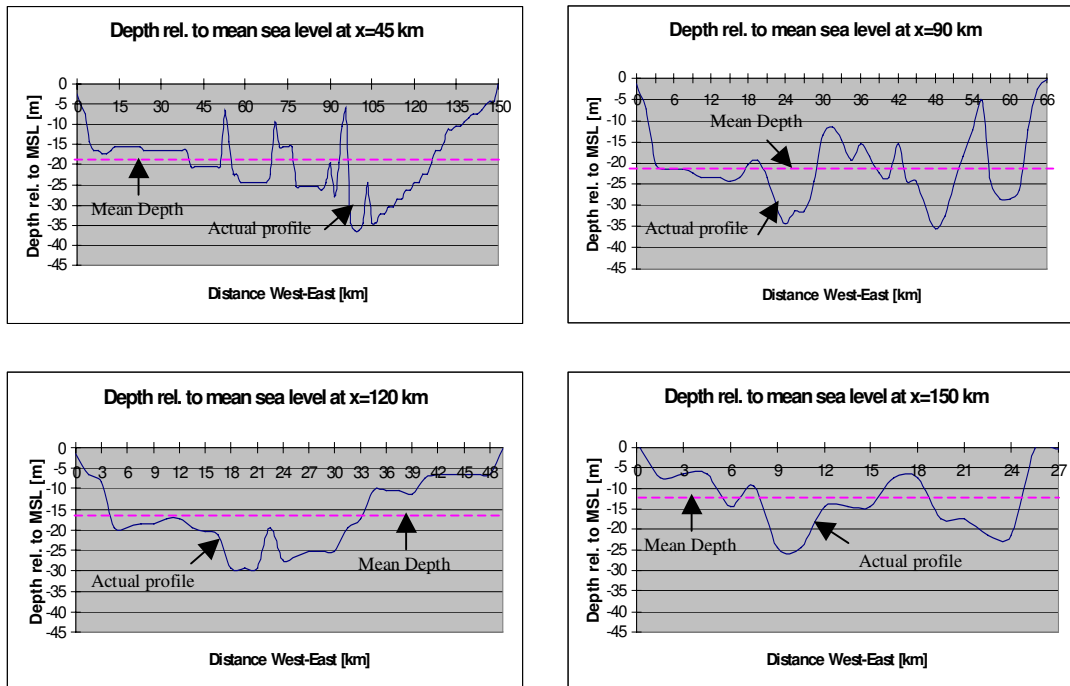 Depth rel. to mean sea level at x=45 km
Depth rel. to MSL [m]
0
-5
-10
-15
-20
-25
-30
-35
-40
-45
0 15 30 45 60 75 90 105 120 135 150
Mean Depth
Actual profile
Distance West-East [km]
Depth rel. to mean sea level at x=90 km
Depth rel. to MSL [m]
0
-5
-10
-15
-20
-25
-30
-35
-40
-45
0 6 12 18 24 30 36 42 48 54 60 66
Mean Depth
Actual profile
Distance West-East [km]
Depth rel. to mean sea level at x=120 km
Depth rel. to MSL [m]
0
-5
-10
-15
-20
-25
-30
-35
-40
-45
0 3 6 9 12 15 18 21 24 27 30 33 36 39 42 45 48
Actual profile
Mean Depth
Distance West-East [km]
Depth rel. to mean sea level at x=150 km
Depth rel. to MSL [m]
0
-5
-10
-15
-20
-25
-30
-35
-40
-45
0 3 6 9 12 15 18 21 24 27
Mean Depth
Actual profile
Distance West-East [km]